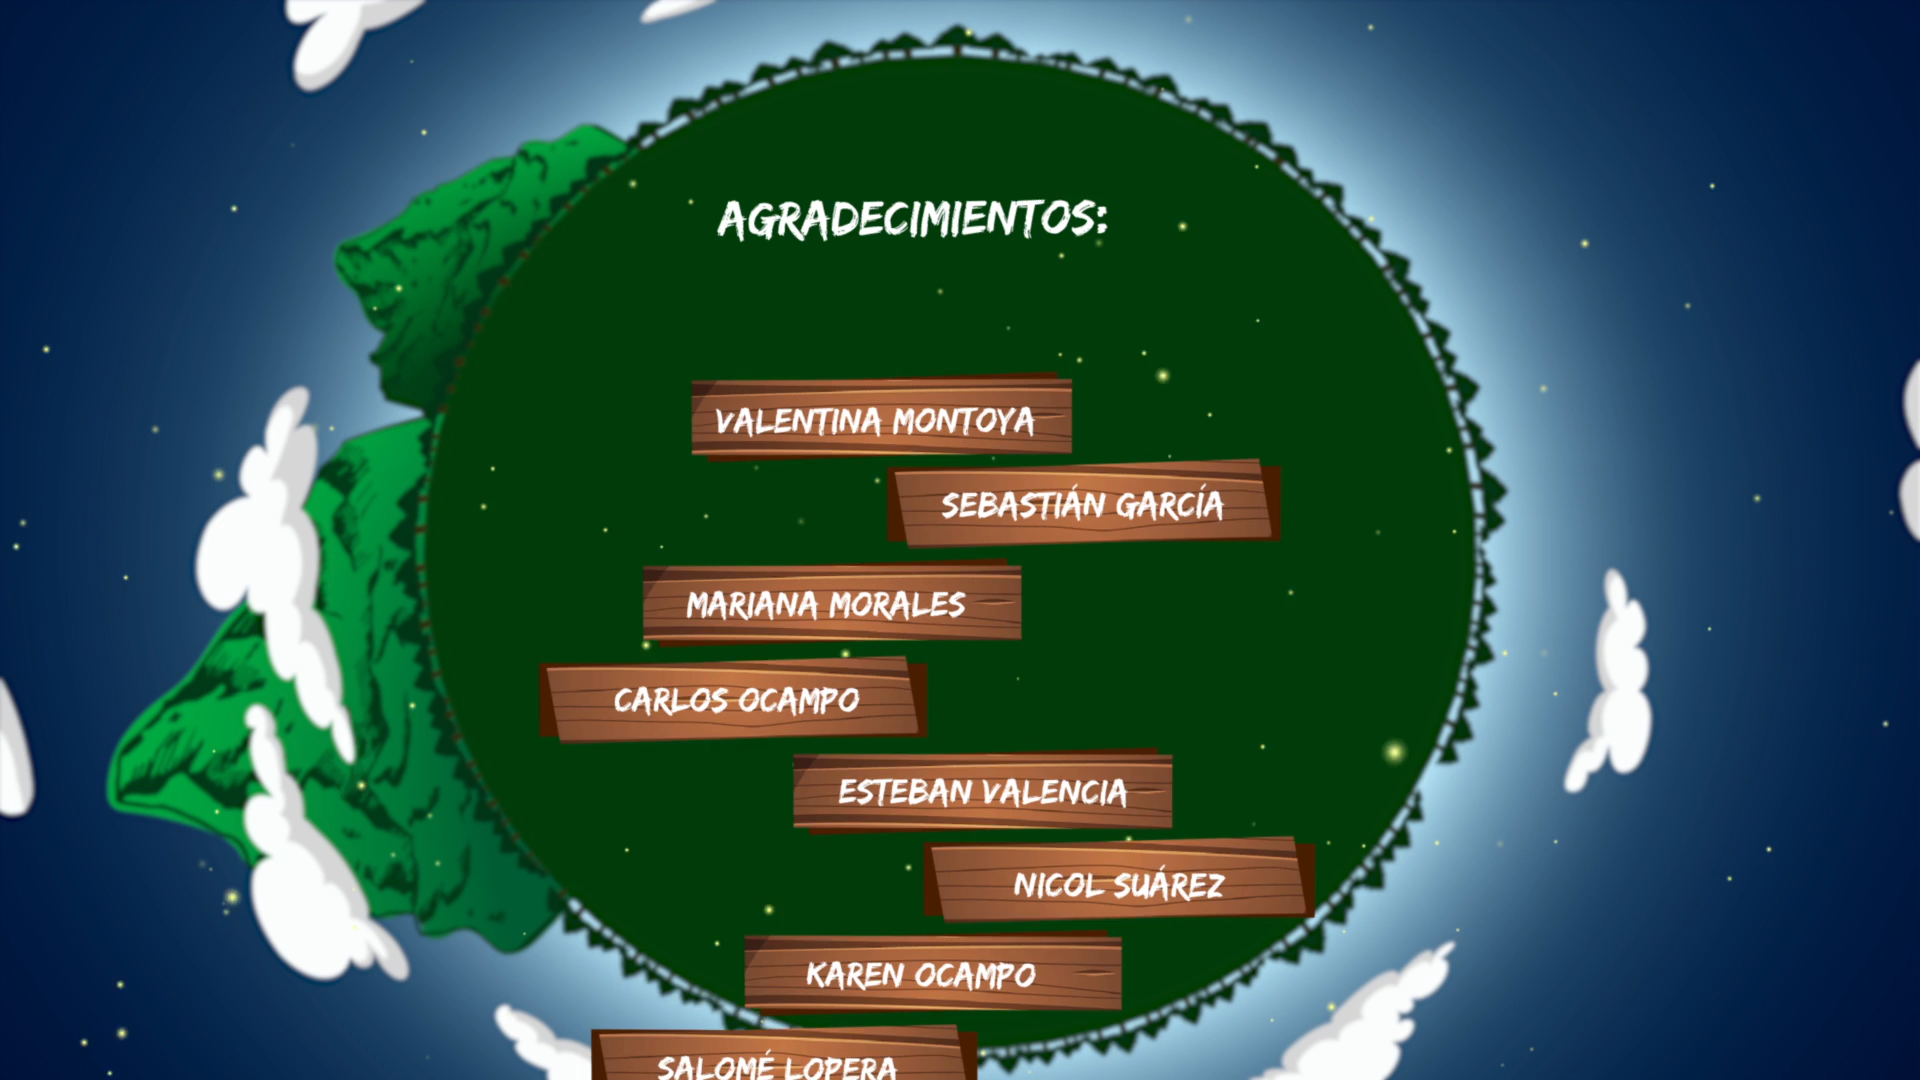 AGRADECIMIENTOS:
VALENTINA MONTOYA
SEBASTIÁN GARCÍA
MARIANA MORALES
CARLOS OCAMPO
ESTEBAN VALENCIA
NICOL SUÁREZ
KAREN OCAMPO
SALOMÉ LOPERA